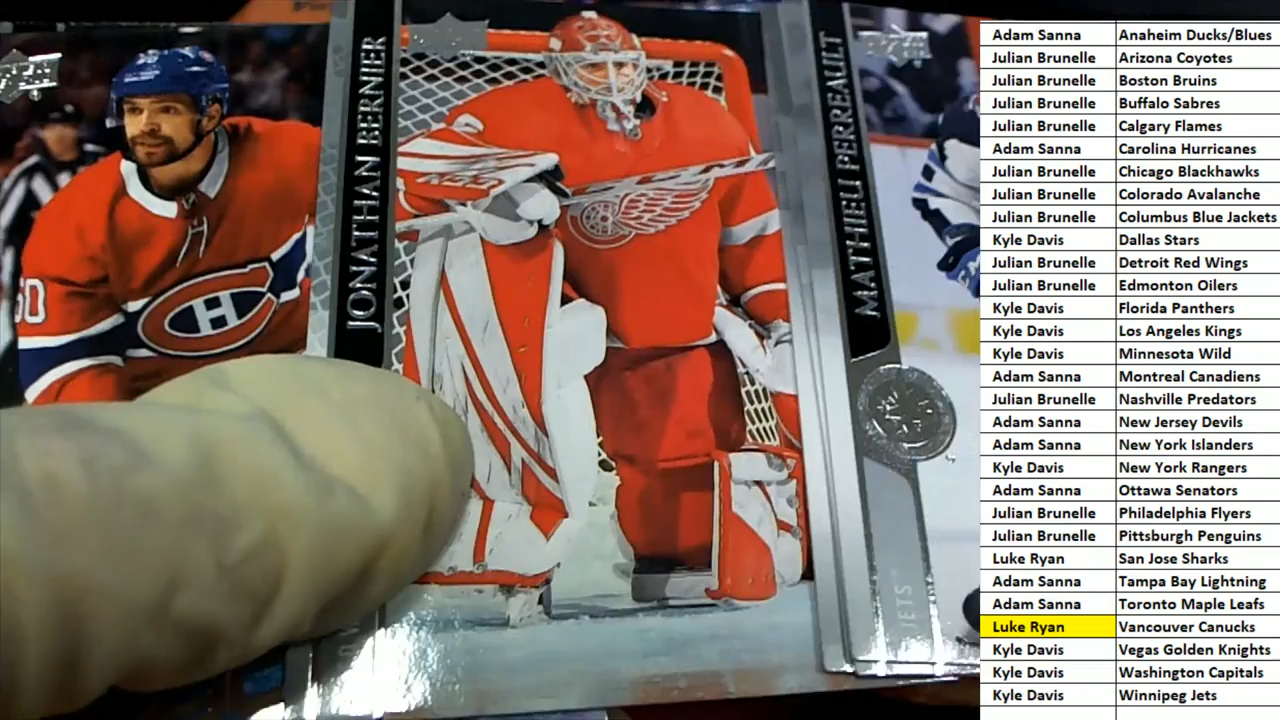 JONATHAN BERNIER
MATHIEU PERREAULT
JETS
60
Adam Sanna Anaheim Ducks/Blues
Julian Brunelle Arizona Coyotes
Julian Brunelle Boston Bruins
Julian Brunelle Buffalo Sabres
Julian Brunelle Calgary Flames
Adam Sanna Carolina Hurricanes
Julian Brunelle Chicago Blackhawks
Julian Brunelle Colorado Avalanche
Julian Brunelle Columbus Blue Jackets
Kyle Davis Dallas Stars
Julian Brunelle Detroit Red Wings
Julian Brunelle Edmonton Oilers
Kyle Davis Florida Panthers
Kyle Davis Los Angeles Kings
Kyle Davis Minnesota Wild
Adam Sanna Montreal Canadiens
Julian Brunelle Nashville Predators
Adam Sanna New Jersey Devils
Adam Sanna New York Islanders
Kyle Davis New York Rangers
Adam Sanna Ottawa Senators
Julian Brunelle Philadelphia Flyers
Julian Brunelle Pittsburgh Penguins
Luke Ryan San Jose Sharks
Adam Sanna Tampa Bay Lightning
Adam Sanna Toronto Maple Leafs
Luke Ryan Vancouver Canucks
Kyle Davis Vegas Golden Knights
Kyle Davis Washington Capitals
Kyle Davis Winnipeg Jets